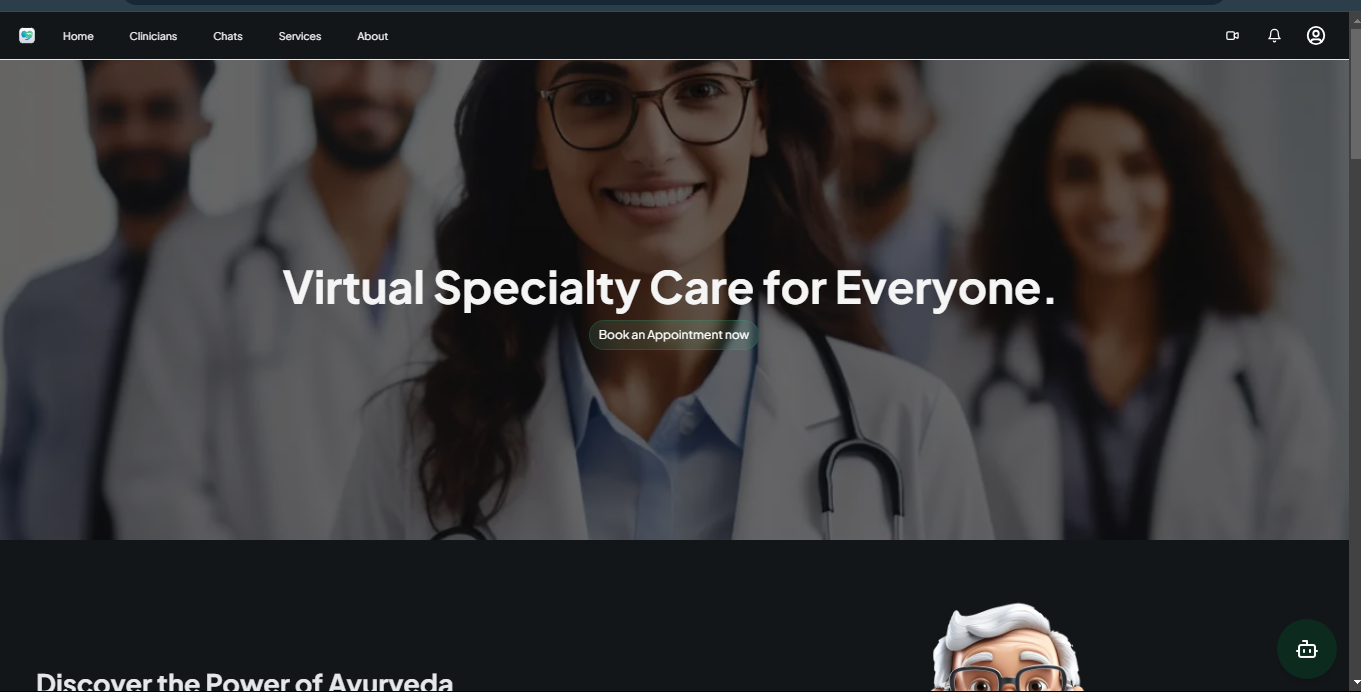 Home Clinicians Chats Services About
Virtual Specialty Care for Everyone.
Book an Appointment now
Discover the Power of Ayurveda